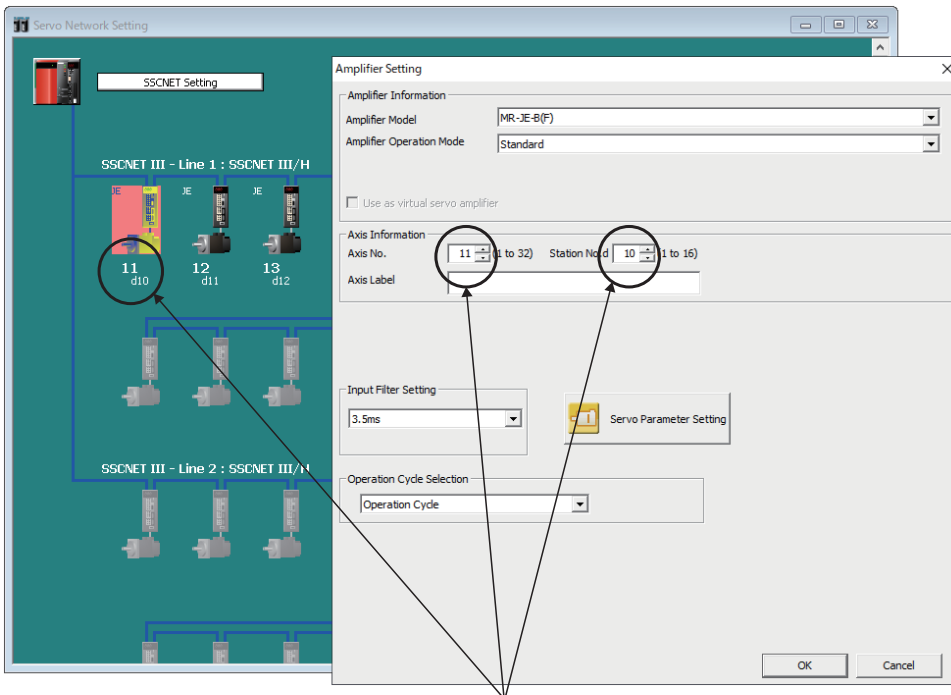 Servo Network Setting
SSCNET Setting
SSCNET III - Line 1 : SSCNET III/H
JE JE JE
11 12 13
d10 d11 d12
SSCNET III - Line 2 : SSCNET III/H
Amplifier Setting
Amplifier Information
Amplifier Model MR-JE-B(F)
Amplifier Operation Mode Standard
Use as virtual servo amplifier
Axis Information
Axis No. 11 (1 to 32) Station No. d 10 (1 to 16)
Axis Label
Input Filter Setting
3.5ms
Servo Parameter Setting
Operation Cycle Selection
Operation Cycle
OK Cancel